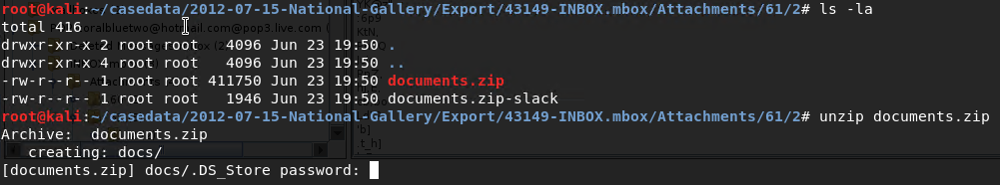 root@kali:~/casedata/2012-07-15-National-Gallery/Export/43149-INBOX.mbox/Attachments/61/2# ls -la
total 416
drwxr-xr-x 2 root root   4096 Jun 23 19:50 .
drwxr-xr-x 4 root root   4096 Jun 23 19:50 ..
-rw-r--r-- 1 root root 411750 Jun 23 19:50 documents.zip
-rw-r--r-- 1 root root   1946 Jun 23 19:50 documents.zip-slack
root@kali:~/casedata/2012-07-15-National-Gallery/Export/43149-INBOX.mbox/Attachments/61/2# unzip documents.zip
Archive:  documents.zip
   creating: docs/
[documents.zip] docs/.DS_Store password: